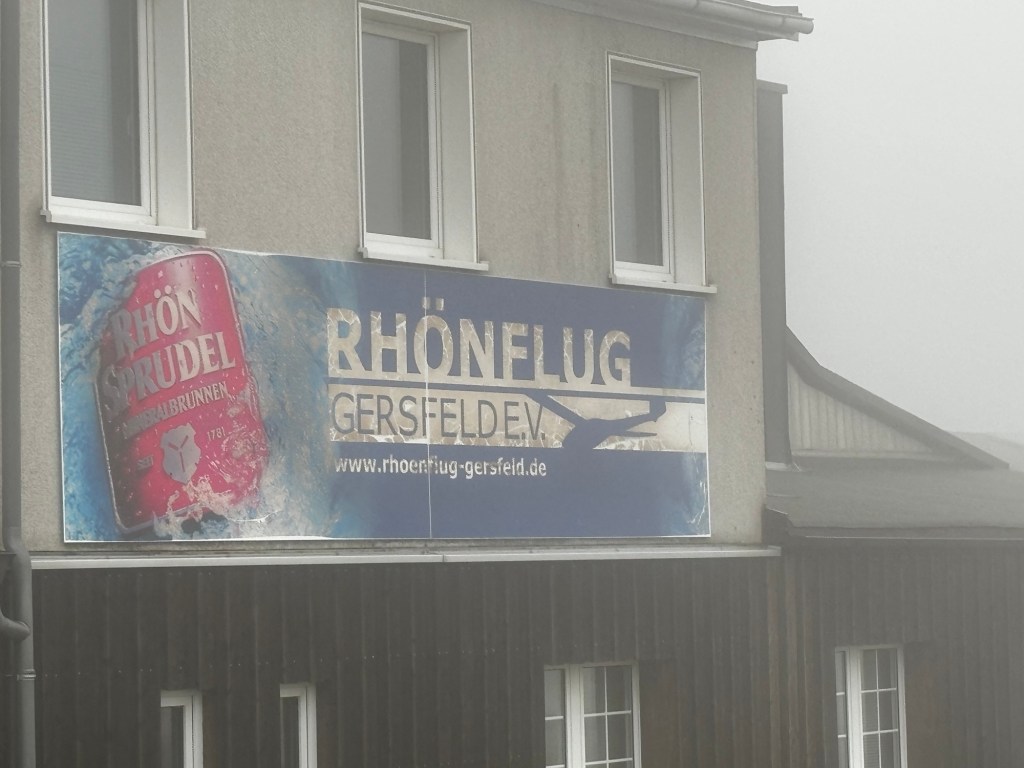 RHÖN
SPRUDEL
MINERALBRUNNEN
1781
RHÖNFLUG
GERSFELD E.V.
www.rhoenflug-gersfeld.de